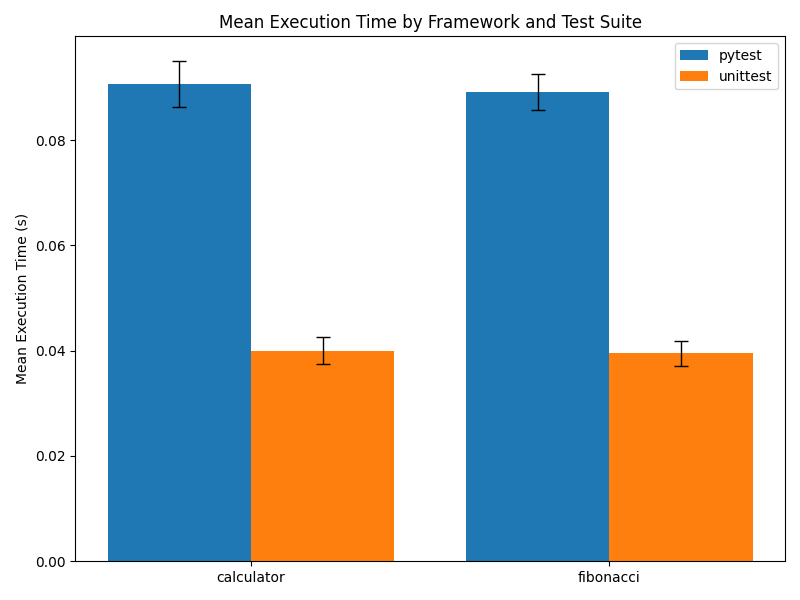 Mean Execution Time by Framework and Test Suite
pytest
unittest
Mean Execution Time (s)
0.08
0.06
0.04
0.02
0.00
calculator
fibonacci